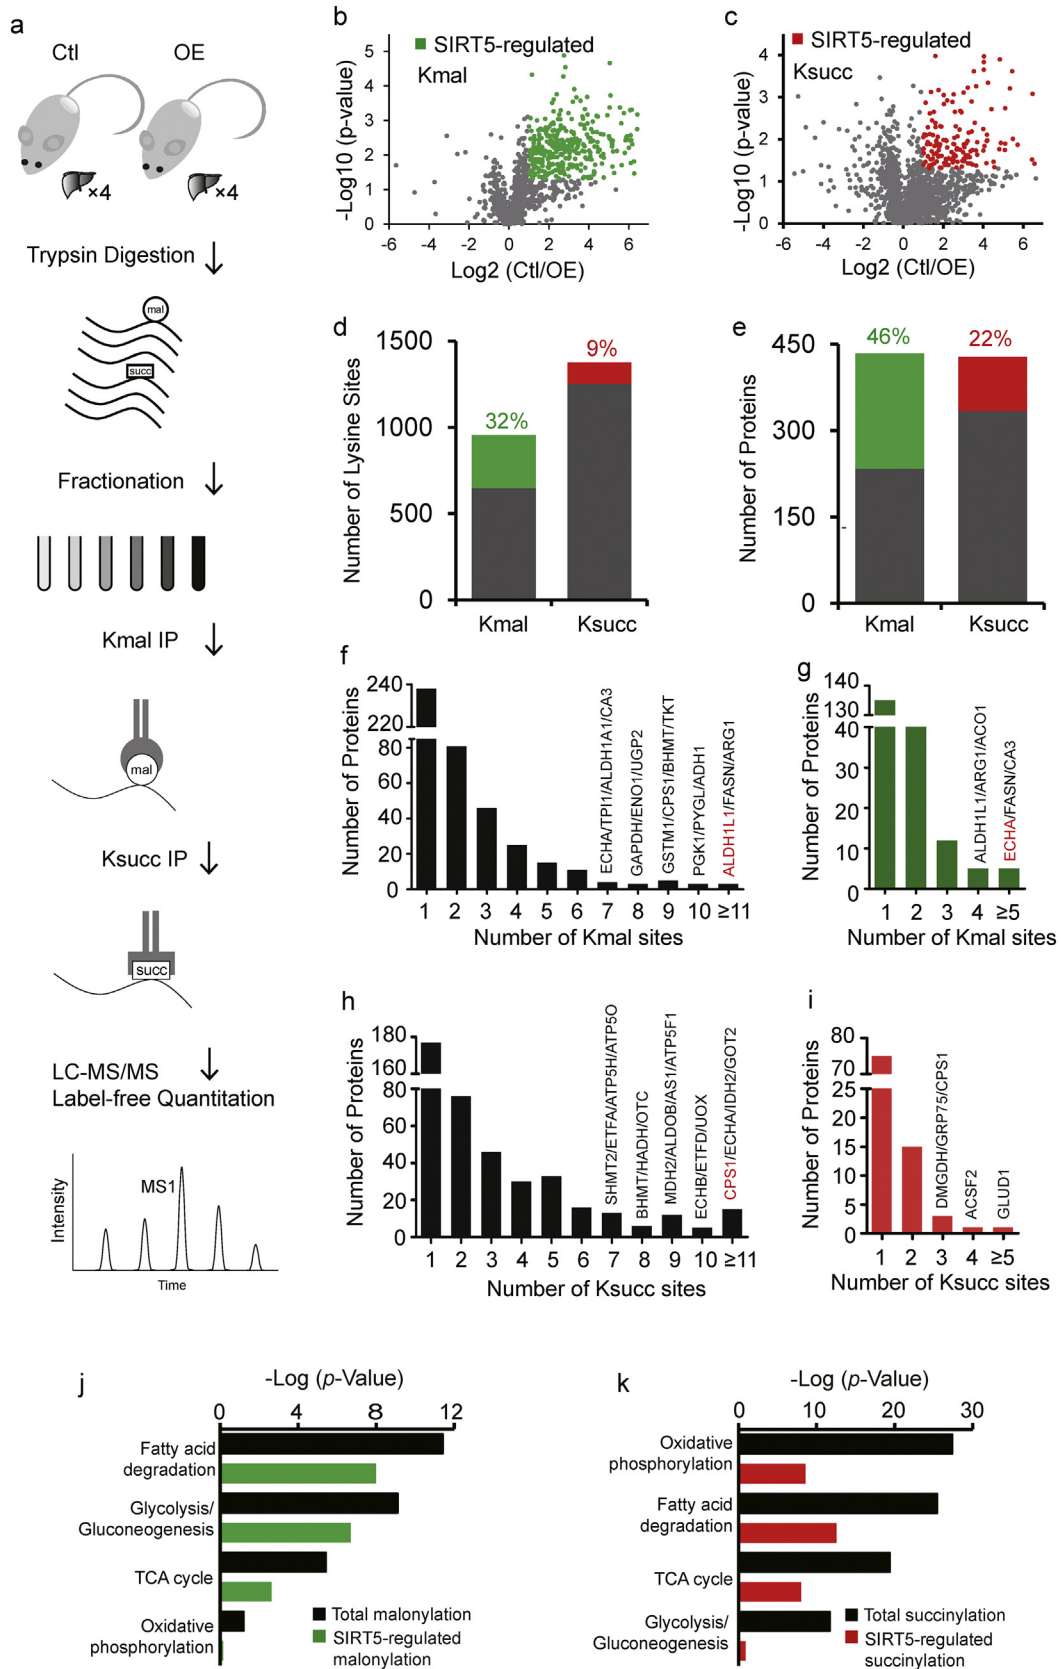 a
Ctl
OE
×4
×4
Trypsin Digestion
mal
succ
Fractionation
Kmal IP
mal
Ksucc IP
succ
LC-MS/MS
Label-free Quantitation
Intensity
MS1
Time
b
SIRT5-regulated
Kmal
-Log10 (p-value)
5
4
3
2
1
0
-6 -4 -2 0 2 4 6
Log2 (Ctl/OE)
c
SIRT5-regulated
Ksucc
-Log10 (p-value)
4
3
2
1
0
-6 -4 -2 0 2 4 6
Log2 (Ctl/OE)
d
Number of Lysine Sites
1500
1000
500
0
32%
9%
Kmal Ksucc
e
Number of Proteins
450
300
150
0
46%
22%
Kmal Ksucc
f
Number of Proteins
240
220
80
60
40
20
0
ECHA/TPI1/ALDH1A1/CA3
GAPDH/ENO1/UGP2
GSTM1/CPS1/BHMT/TKT
PGK1/PYGL/ADH1
ALDH1L1/FASN/ARG1
1 2 3 4 5 6 7 8 9 10 ≥11
Number of Kmal sites
g
Number of Proteins
140
130
40
30
20
10
0
ALDH1L1/ARG1/ACO1
ECHA/FASN/CA3
1 2 3 4 ≥5
Number of Kmal sites
h
Number of Proteins
180
160
80
60
40
20
0
SHMT2/ETFA/ATP5H/ATP5O
BHMT/HADH/OTC
MDH2/ALDOB/AS1/ATP5F1
ECHB/ETFD/UOX
CPS1/ECHA/IDH2/GOT2
1 2 3 4 5 6 7 8 9 10 ≥11
Number of Ksucc sites
i
Number of Proteins
80
70
25
20
15
10
5
0
DMGDH/GRP75/CPS1
ACSF2
GLUD1
1 2 3 4 ≥5
Number of Ksucc sites
j
-Log (p-Value)
0 4 8 12
Fatty acid
degradation
Glycolysis/
Gluconeogenesis
TCA cycle
Oxidative
phosphorylation
Total malonylation
SIRT5-regulated
malonylation
k
-Log (p-Value)
0 10 20 30
Oxidative
phosphorylation
Fatty acid
degradation
TCA cycle
Glycolysis/
Gluconeogenesis
Total succinylation
SIRT5-regulated
succinylation